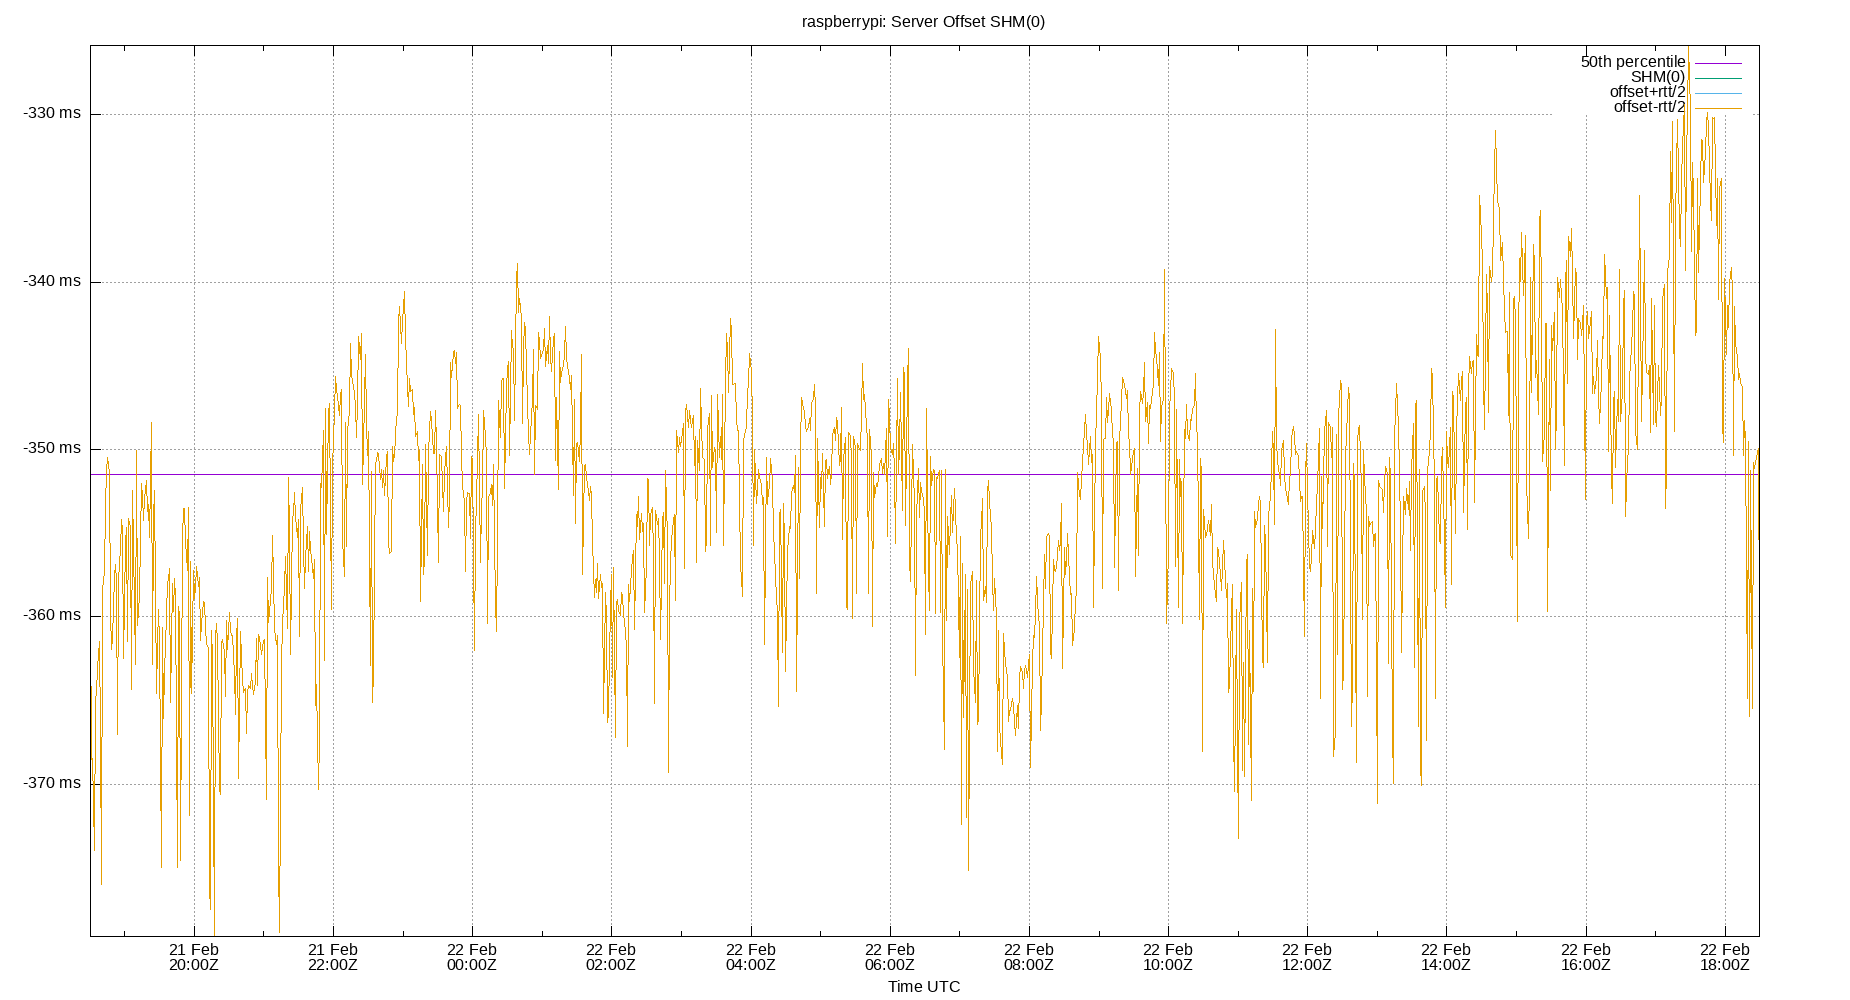 raspberrypi: Server Offset SHM(0)
50th percentile
SHM(0)
offset+rtt/2
offset-rtt/2
-330 ms
-340 ms
-350 ms
-360 ms
-370 ms
21 Feb 21 Feb 22 Feb 22 Feb 22 Feb 22 Feb 22 Feb 22 Feb 22 Feb 22 Feb 22 Feb 22 Feb
20:00Z 22:00Z 00:00Z 02:00Z 04:00Z 06:00Z 08:00Z 10:00Z 12:00Z 14:00Z 16:00Z 18:00Z
Time UTC